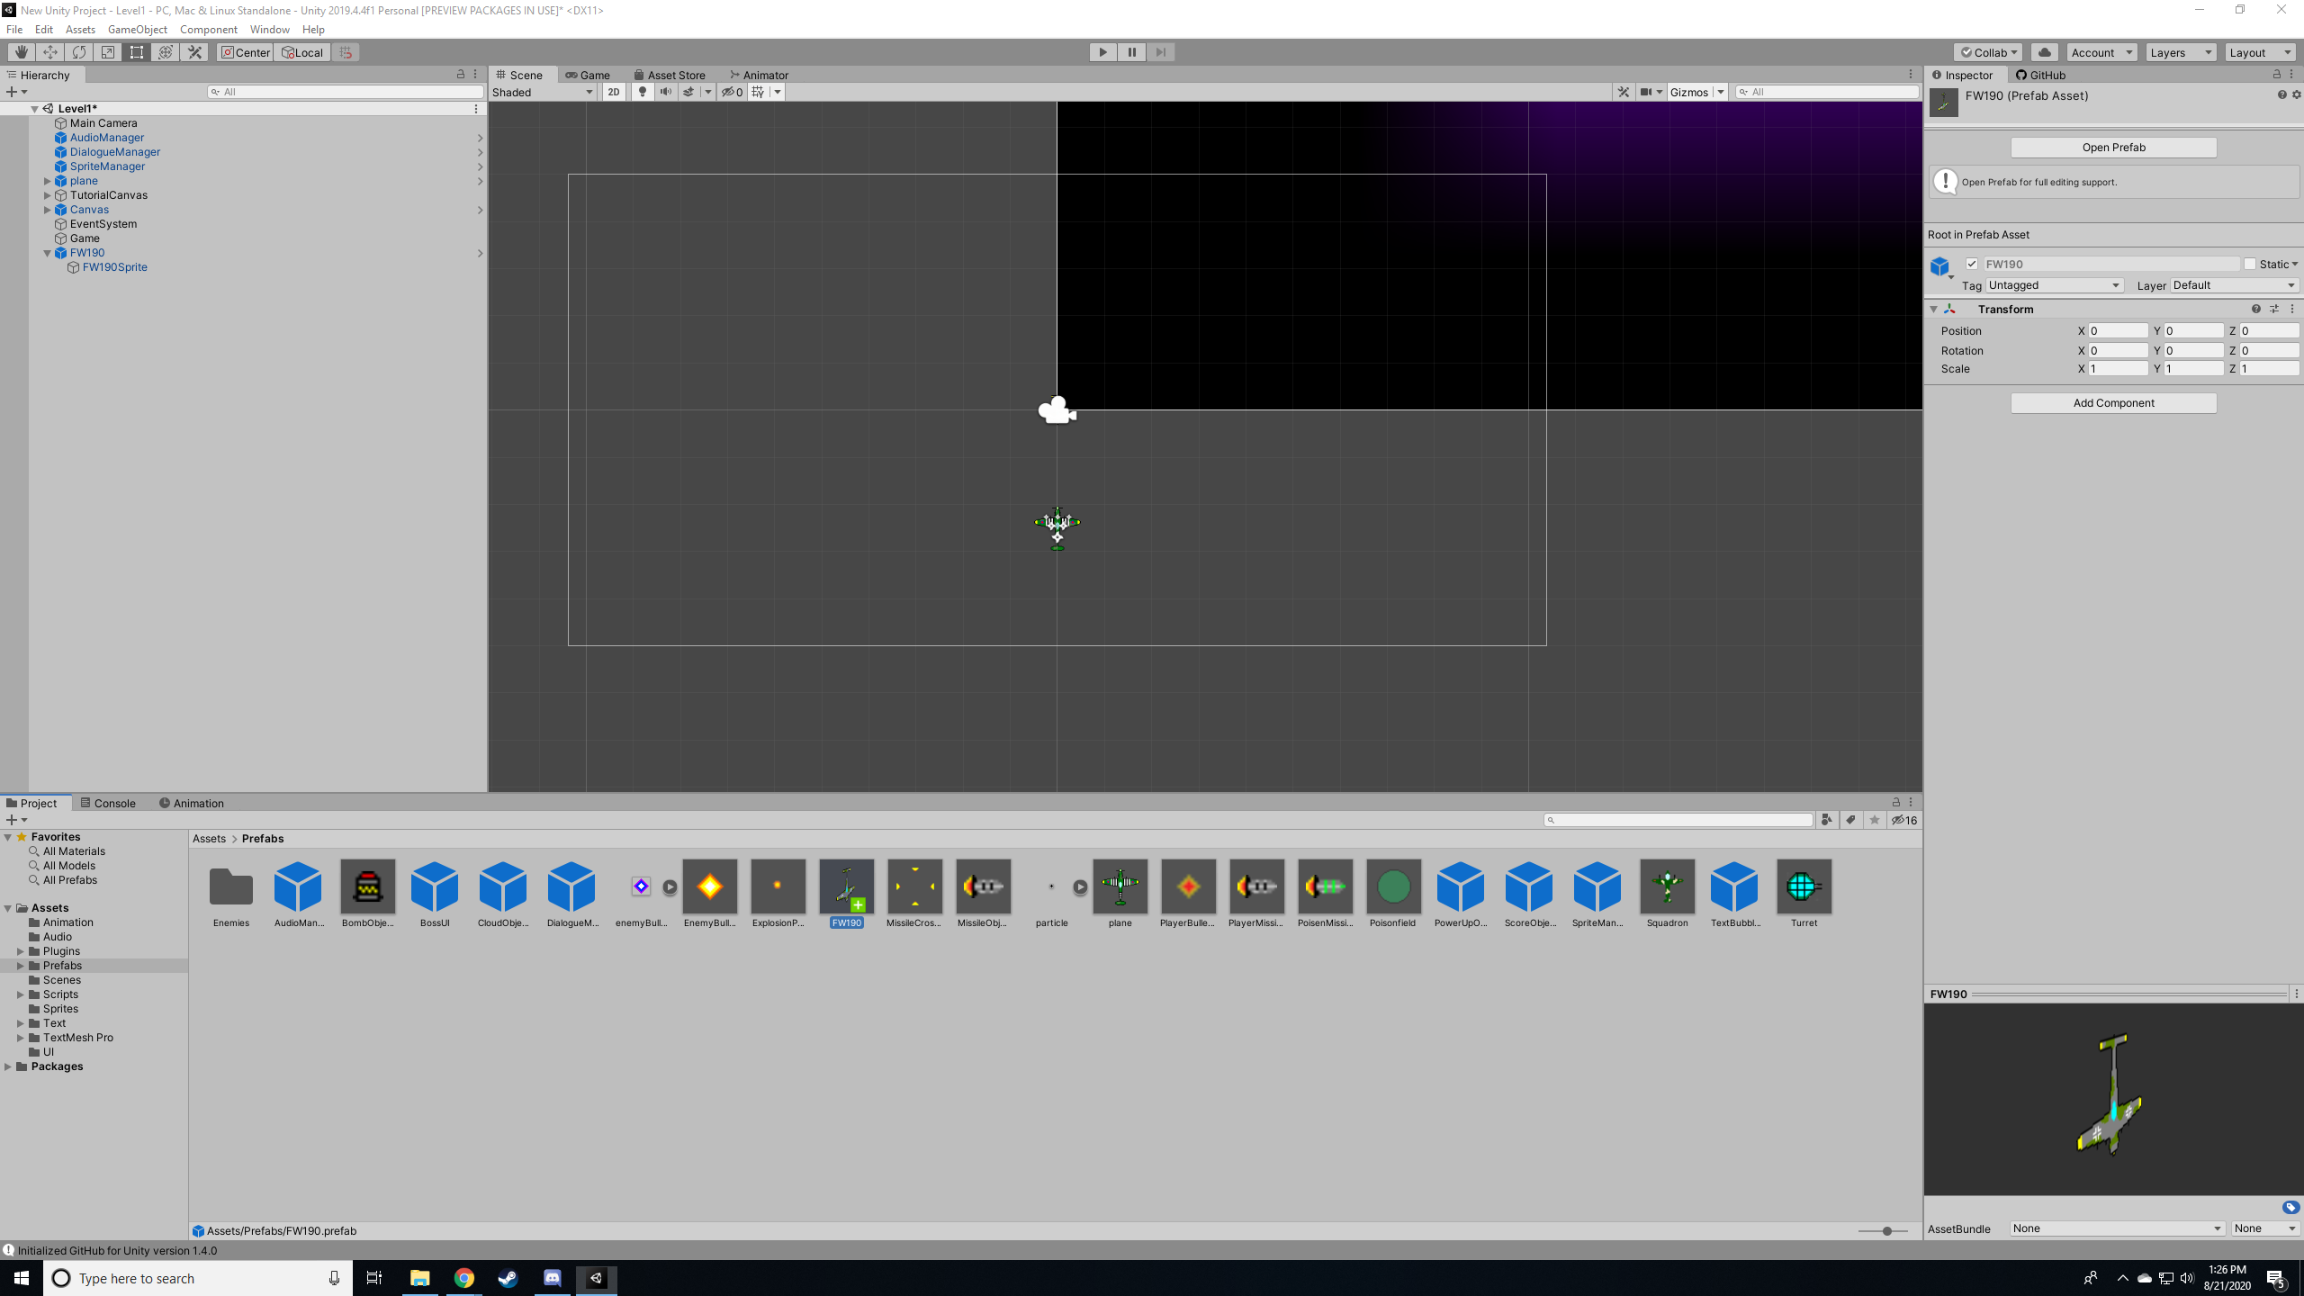 New Unity Project - Level1 - PC, Mac & Linux Standalone - Unity 2019.4.4f1 Personal [PREVIEW PACKAGES IN USE]* <DX11>
File Edit Assets GameObject Component Window Help
Center Local Collab Account Layers Layout
Hierarchy
All
Level1*
Main Camera
AudioManager
DialogueManager
SpriteManager
plane
TutorialCanvas
Canvas
EventSystem
Game
FW190
FW190Sprite
Scene Game Asset Store Animator
Shaded 2D 0 Gizmos All
Inspector GitHub
FW190 (Prefab Asset)
Open Prefab
Open Prefab for full editing support.
Root in Prefab Asset
FW190 Static
Tag Untagged Layer Default
Transform
Position X 0 Y 0 Z 0
Rotation X 0 Y 0 Z 0
Scale X 1 Y 1 Z 1
Add Component
Project Console Animation
16
Favorites
All Materials
All Models
All Prefabs
Assets
Animation
Audio
Plugins
Prefabs
Scenes
Scripts
Sprites
Text
TextMesh Pro
UI
Packages
Assets > Prefabs
Enemies AudioMan... BombObje... BossUI CloudObje... DialogueM... enemyBull... EnemyBull... ExplosionP... FW190 MissileCros... MissileObj... particle plane PlayerBulle... PlayerMissi... PoisenMissi... Poisonfield PowerUpO... ScoreObje... SpriteMan... Squadron TextBubbl... Turret
Assets/Prefabs/FW190.prefab
FW190
AssetBundle None None
Initialized GitHub for Unity version 1.4.0
Type here to search
1:26 PM
8/21/2020
5